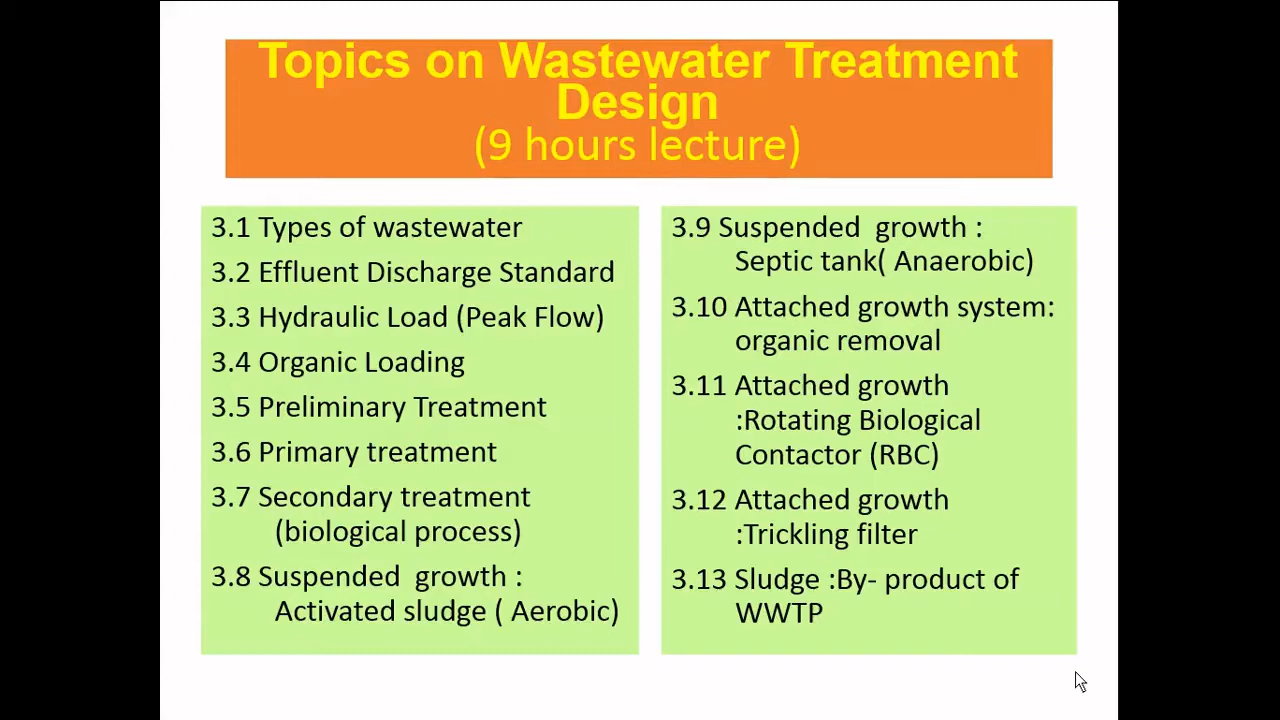 Topics on Wastewater Treatment
Design
(9 hours lecture)
3.1 Types of wastewater
3.2 Effluent Discharge Standard
3.3 Hydraulic Load (Peak Flow)
3.4 Organic Loading
3.5 Preliminary Treatment
3.6 Primary treatment
3.7 Secondary treatment
(biological process)
3.8 Suspended growth :
Activated sludge ( Aerobic)
3.9 Suspended growth :
Septic tank( Anaerobic)
3.10 Attached growth system:
organic removal
3.11 Attached growth
:Rotating Biological
Contactor (RBC)
3.12 Attached growth
:Trickling filter
3.13 Sludge :By- product of
WWTP